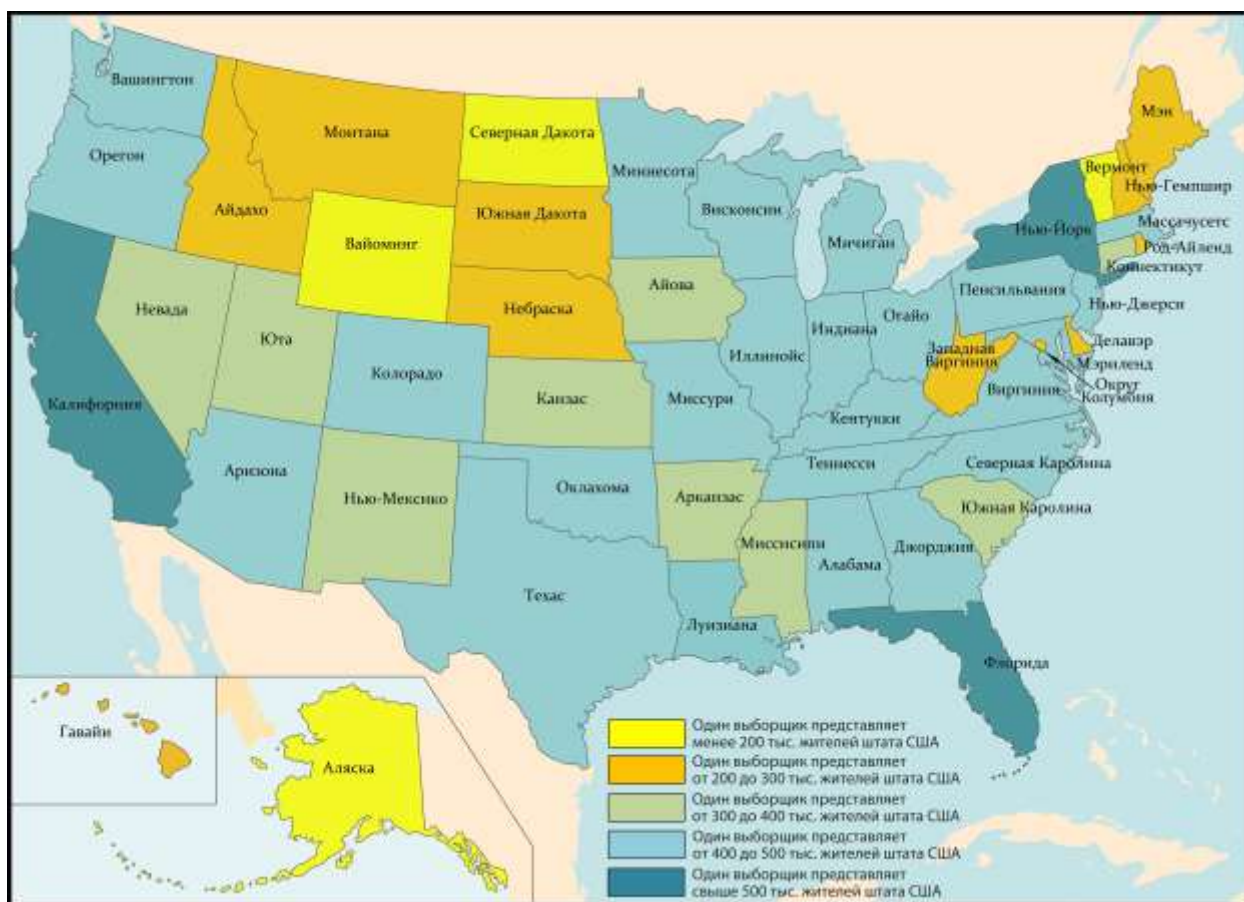 Вашингтон
Монтана
Северная Дакота
Миннесота
Мэн
Орегон
Айдахо
Южная Дакота
Висконсин
Вермонт
Нью-Гемпшир
Вайоминг
Мичиган
Нью-Йорк
Массачусетс
Род-Айленд
Коннектикут
Невада
Юта
Небраска
Айова
Пенсильвания
Нью-Джерси
Иллинойс
Индиана
Огайо
Западная
Виргиния
Делавэр
Мэриленд
Округ
Колумбия
Калифорния
Колорадо
Канзас
Миссури
Кентукки
Виргиния
Аризона
Нью-Мексико
Оклахома
Арканзас
Теннесси
Северная Каролина
Южная Каролина
Миссисипи
Алабама
Джорджия
Техас
Луизиана
Флорида
Гавайи
Аляска
Один выборщик представляет
менее 200 тыс. жителей штата США
Один выборщик представляет
от 200 до 300 тыс. жителей штата США
Один выборщик представляет
от 300 до 400 тыс. жителей штата США
Один выборщик представляет
от 400 до 500 тыс. жителей штата США
Один выборщик представляет
свыше 500 тыс. жителей штата США